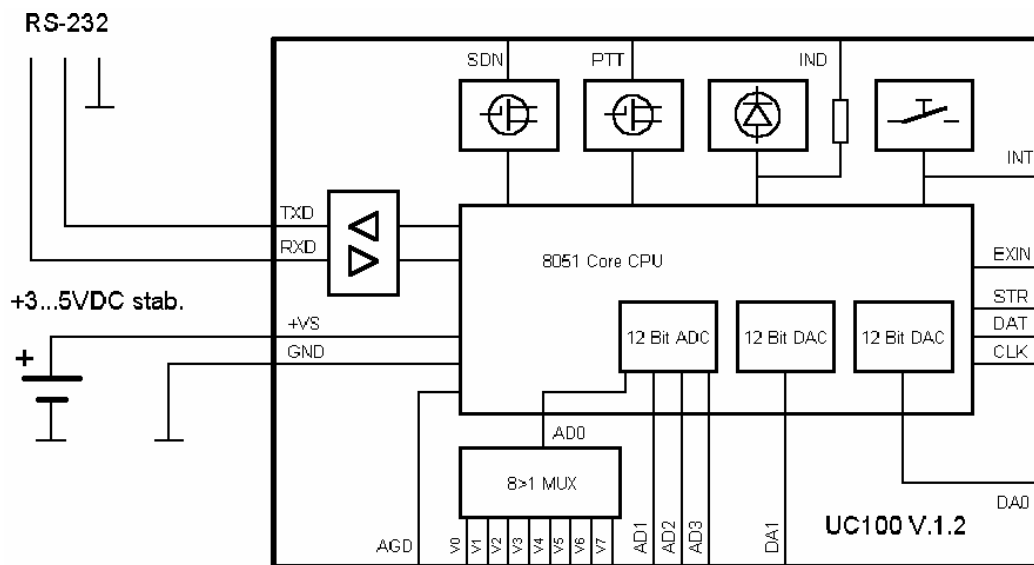 RS-232
SDN
PTT
IND
INT
TXD
RXD
8051 Core CPU
EXIN
+3...5VDC stab.
STR
+VS
DAT
GND
CLK
+
12 Bit ADC
12 Bit DAC
12 Bit DAC
AD0
8>1 MUX
DA0
UC100 V.1.2
AGD
V0
V1
V2
V3
V4
V5
V6
V7
AD1
AD2
AD3
DA1